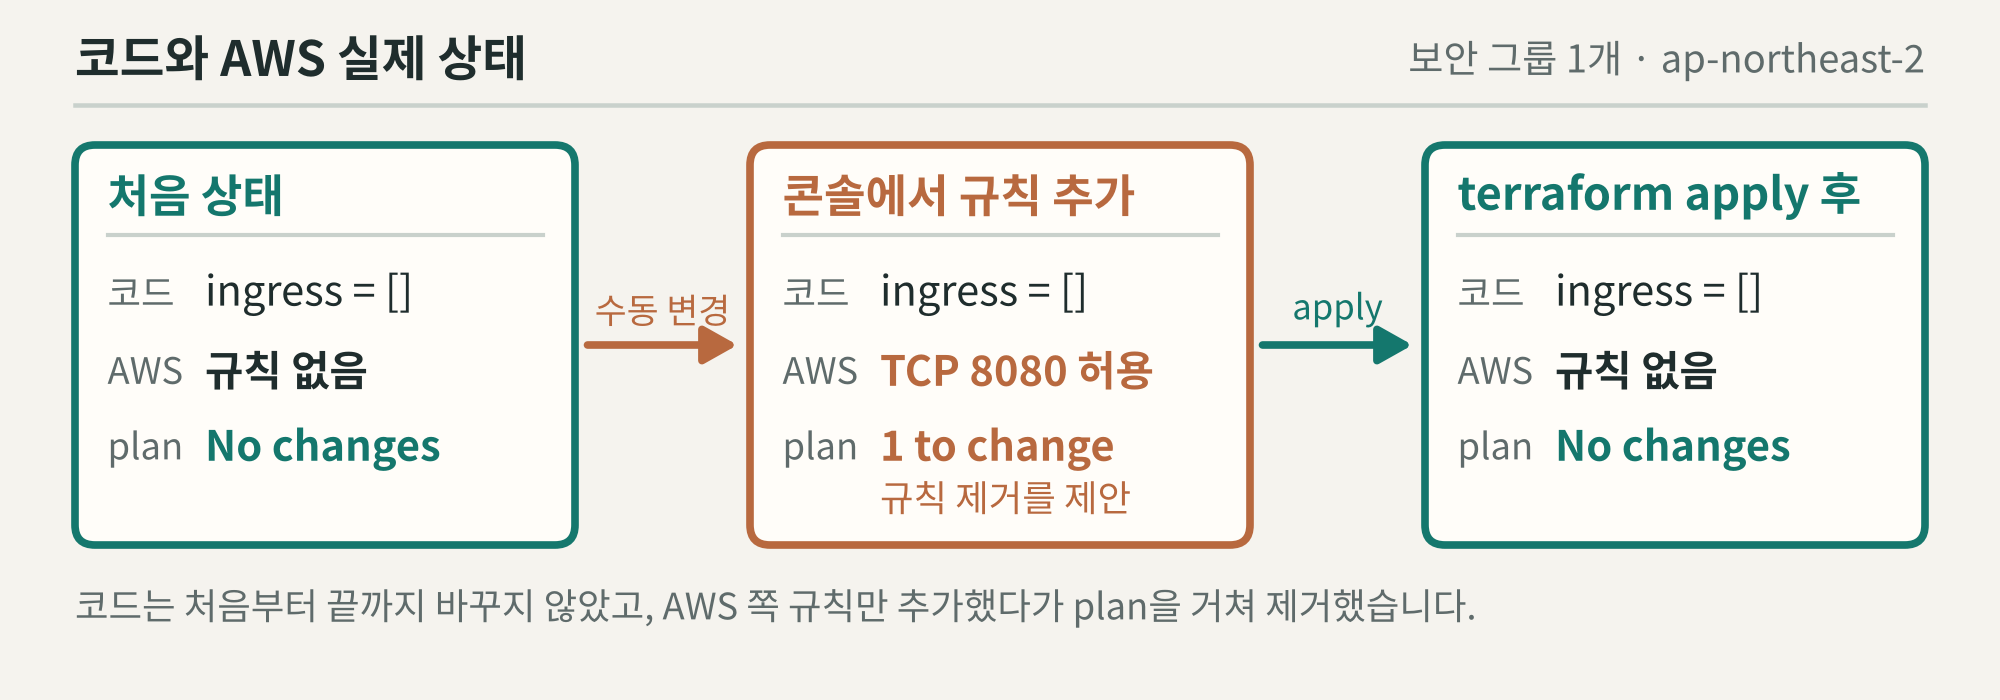 코드와 AWS 실제 상태
보안 그룹 1개 · ap-northeast-2
처음 상태
코드 ingress = []
AWS 규칙 없음
plan No changes
수동 변경
콘솔에서 규칙 추가
코드 ingress = []
AWS TCP 8080 허용
plan 1 to change
규칙 제거를 제안
apply
terraform apply 후
코드 ingress = []
AWS 규칙 없음
plan No changes
코드는 처음부터 끝까지 바꾸지 않았고, AWS 쪽 규칙만 추가했다가 plan을 거쳐 제거했습니다.